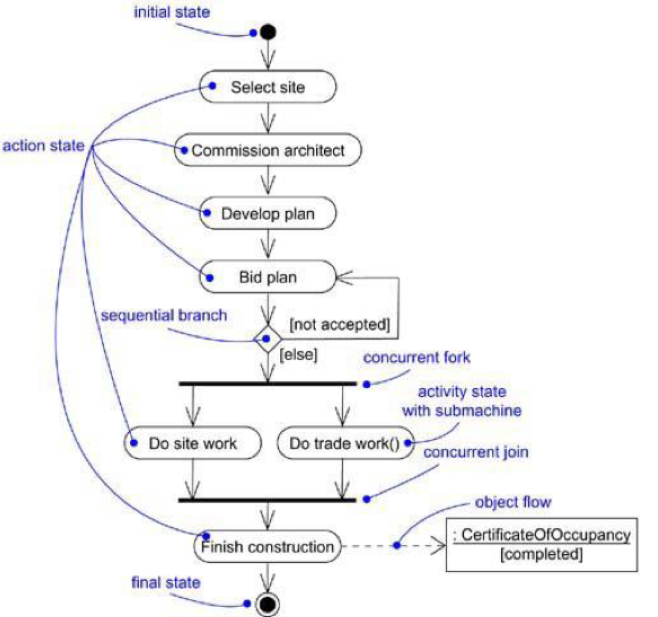 initial state
Select site
action state
Commission architect
Develop plan
Bid plan
sequential branch
[not accepted]
[else]
concurrent fork
activity state
with submachine
Do site work
Do trade work()
concurrent join
object flow
: CertificateOfOccupancy
[completed]
Finish construction
final state